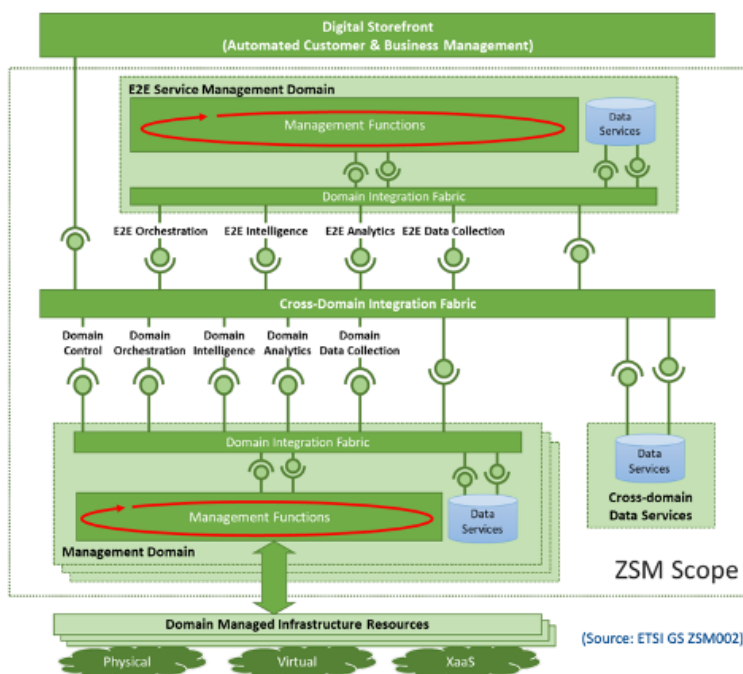 Digital Storefront
(Automated Customer & Business Management)
E2E Service Management Domain
Management Functions
Data
Services
Domain Integration Fabric
E2E Orchestration E2E Intelligence E2E Analytics E2E Data Collection
Cross-Domain Integration Fabric
Domain
Control
Domain
Orchestration
Domain
Intelligence
Domain
Analytics
Domain
Data Collection
Domain Integration Fabric
Management Functions
Data
Services
Management Domain
Data
Services
Cross-domain
Data Services
ZSM Scope
Domain Managed Infrastructure Resources
(Source: ETSI GS ZSM002)
Physical Virtual XaaS